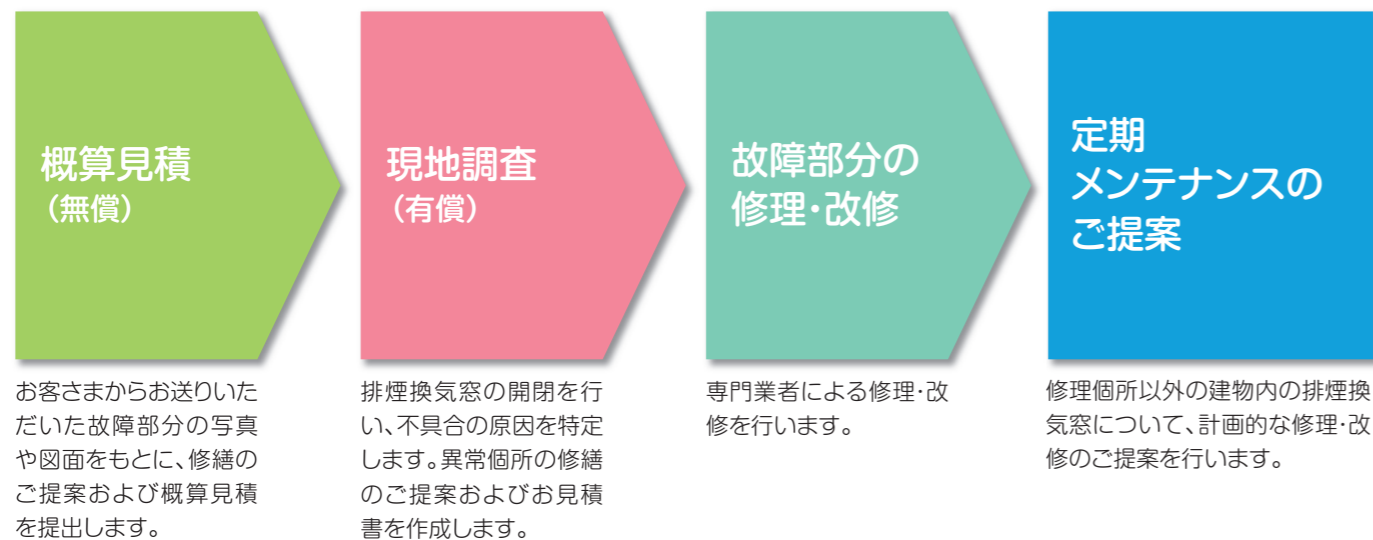 概算見積
（無償）
お客さまからお送りいた
だいた故障部分の写真
や図面をもとに、修繕の
ご提案および概算見積
を提出します。
現地調査
（有償）
排煙換気窓の開閉を行
い、不具合の原因を特定
します。異常個所の修繕
のご提案およびお見積
書を作成します。
故障部分の
修理・改修
専門業者による修理・改
修を行います。
定期
メンテナンスの
ご提案
修理個所以外の建物内の排煙換
気窓について、計画的な修理・改
修のご提案を行います。